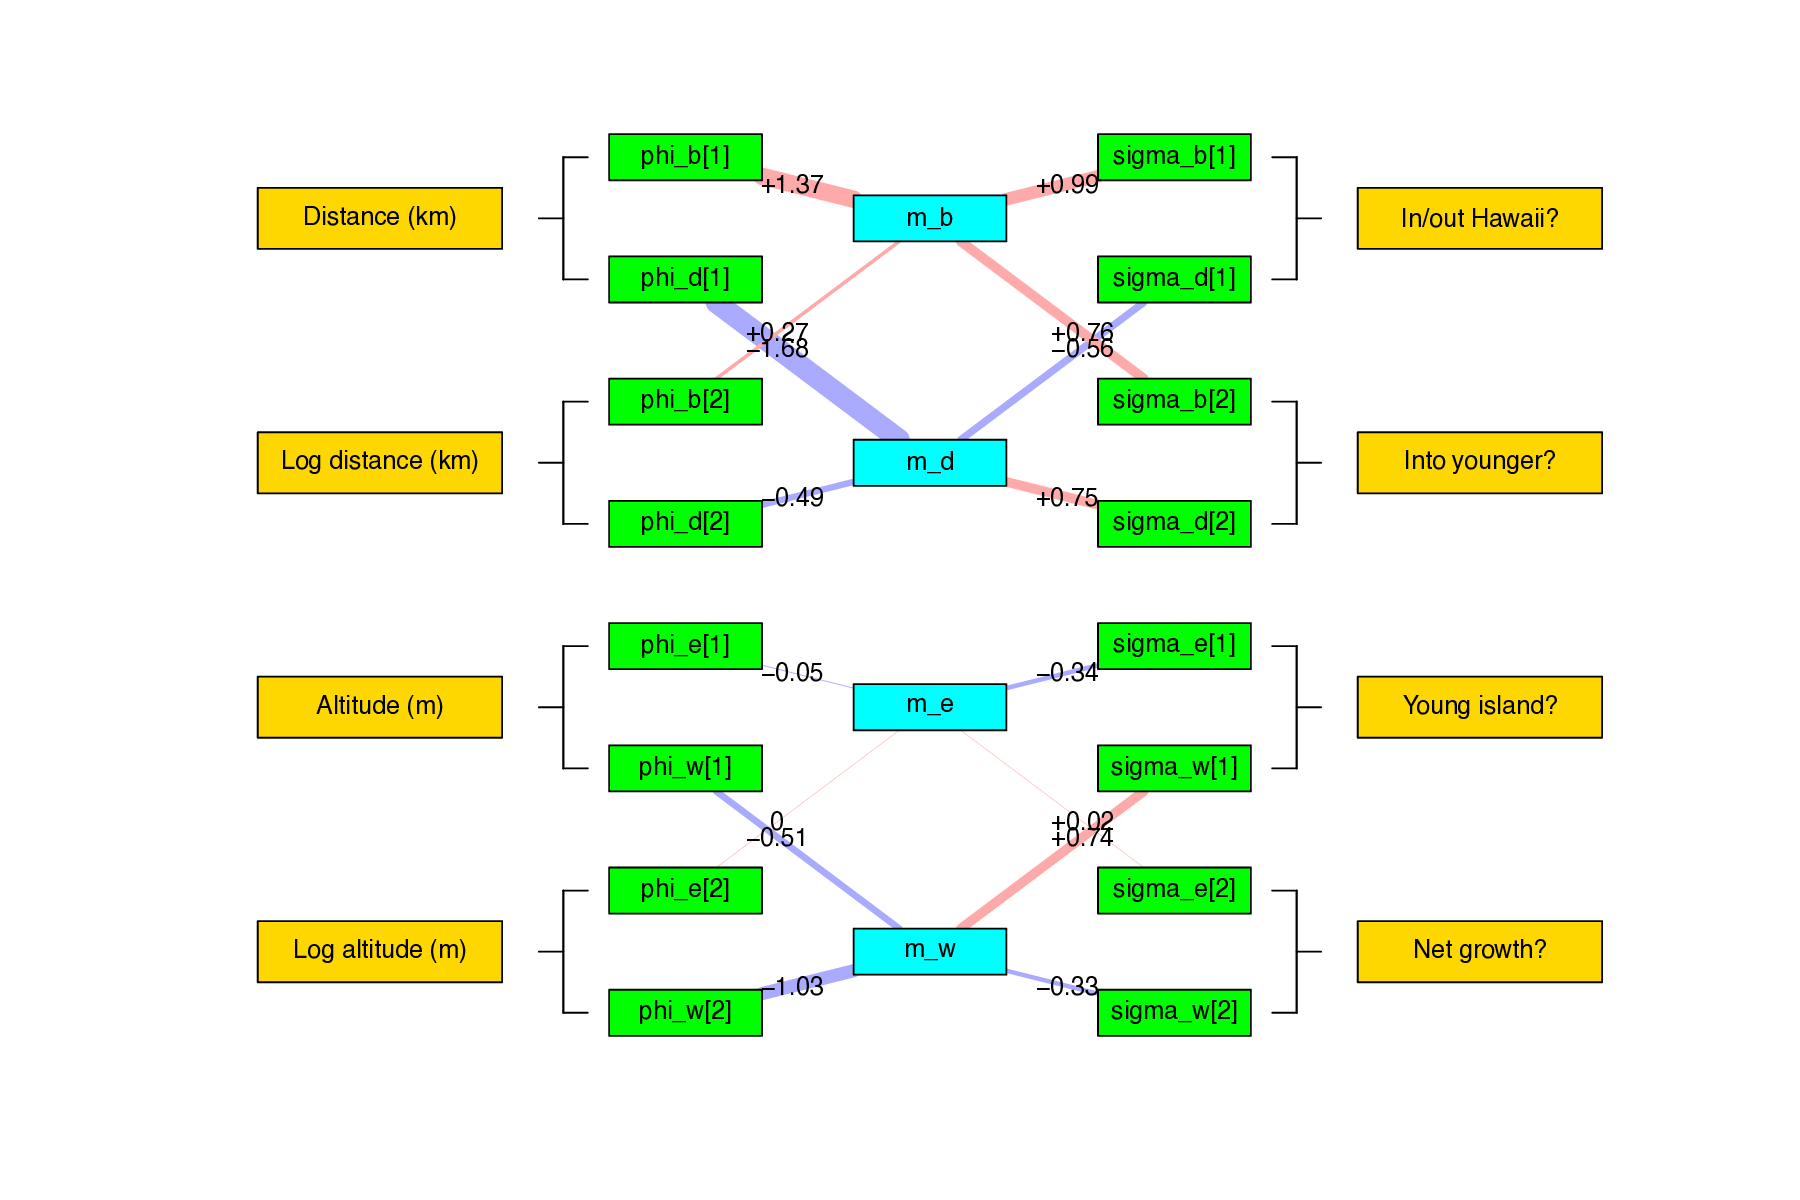 phi_b[1]
sigma_b[1]
+1.37
+0.99
Distance (km)
m_b
In/out Hawaii?
phi_d[1]
sigma_d[1]
+0.27
+0.76
−1.68
−0.56
phi_b[2]
sigma_b[2]
Log distance (km)
m_d
Into younger?
−0.49
+0.75
phi_d[2]
sigma_d[2]
phi_e[1]
sigma_e[1]
−0.05
−0.34
Altitude (m)
m_e
Young island?
phi_w[1]
sigma_w[1]
0
+0.02
−0.51
+0.74
phi_e[2]
sigma_e[2]
Log altitude (m)
m_w
Net growth?
−1.03
−0.33
phi_w[2]
sigma_w[2]